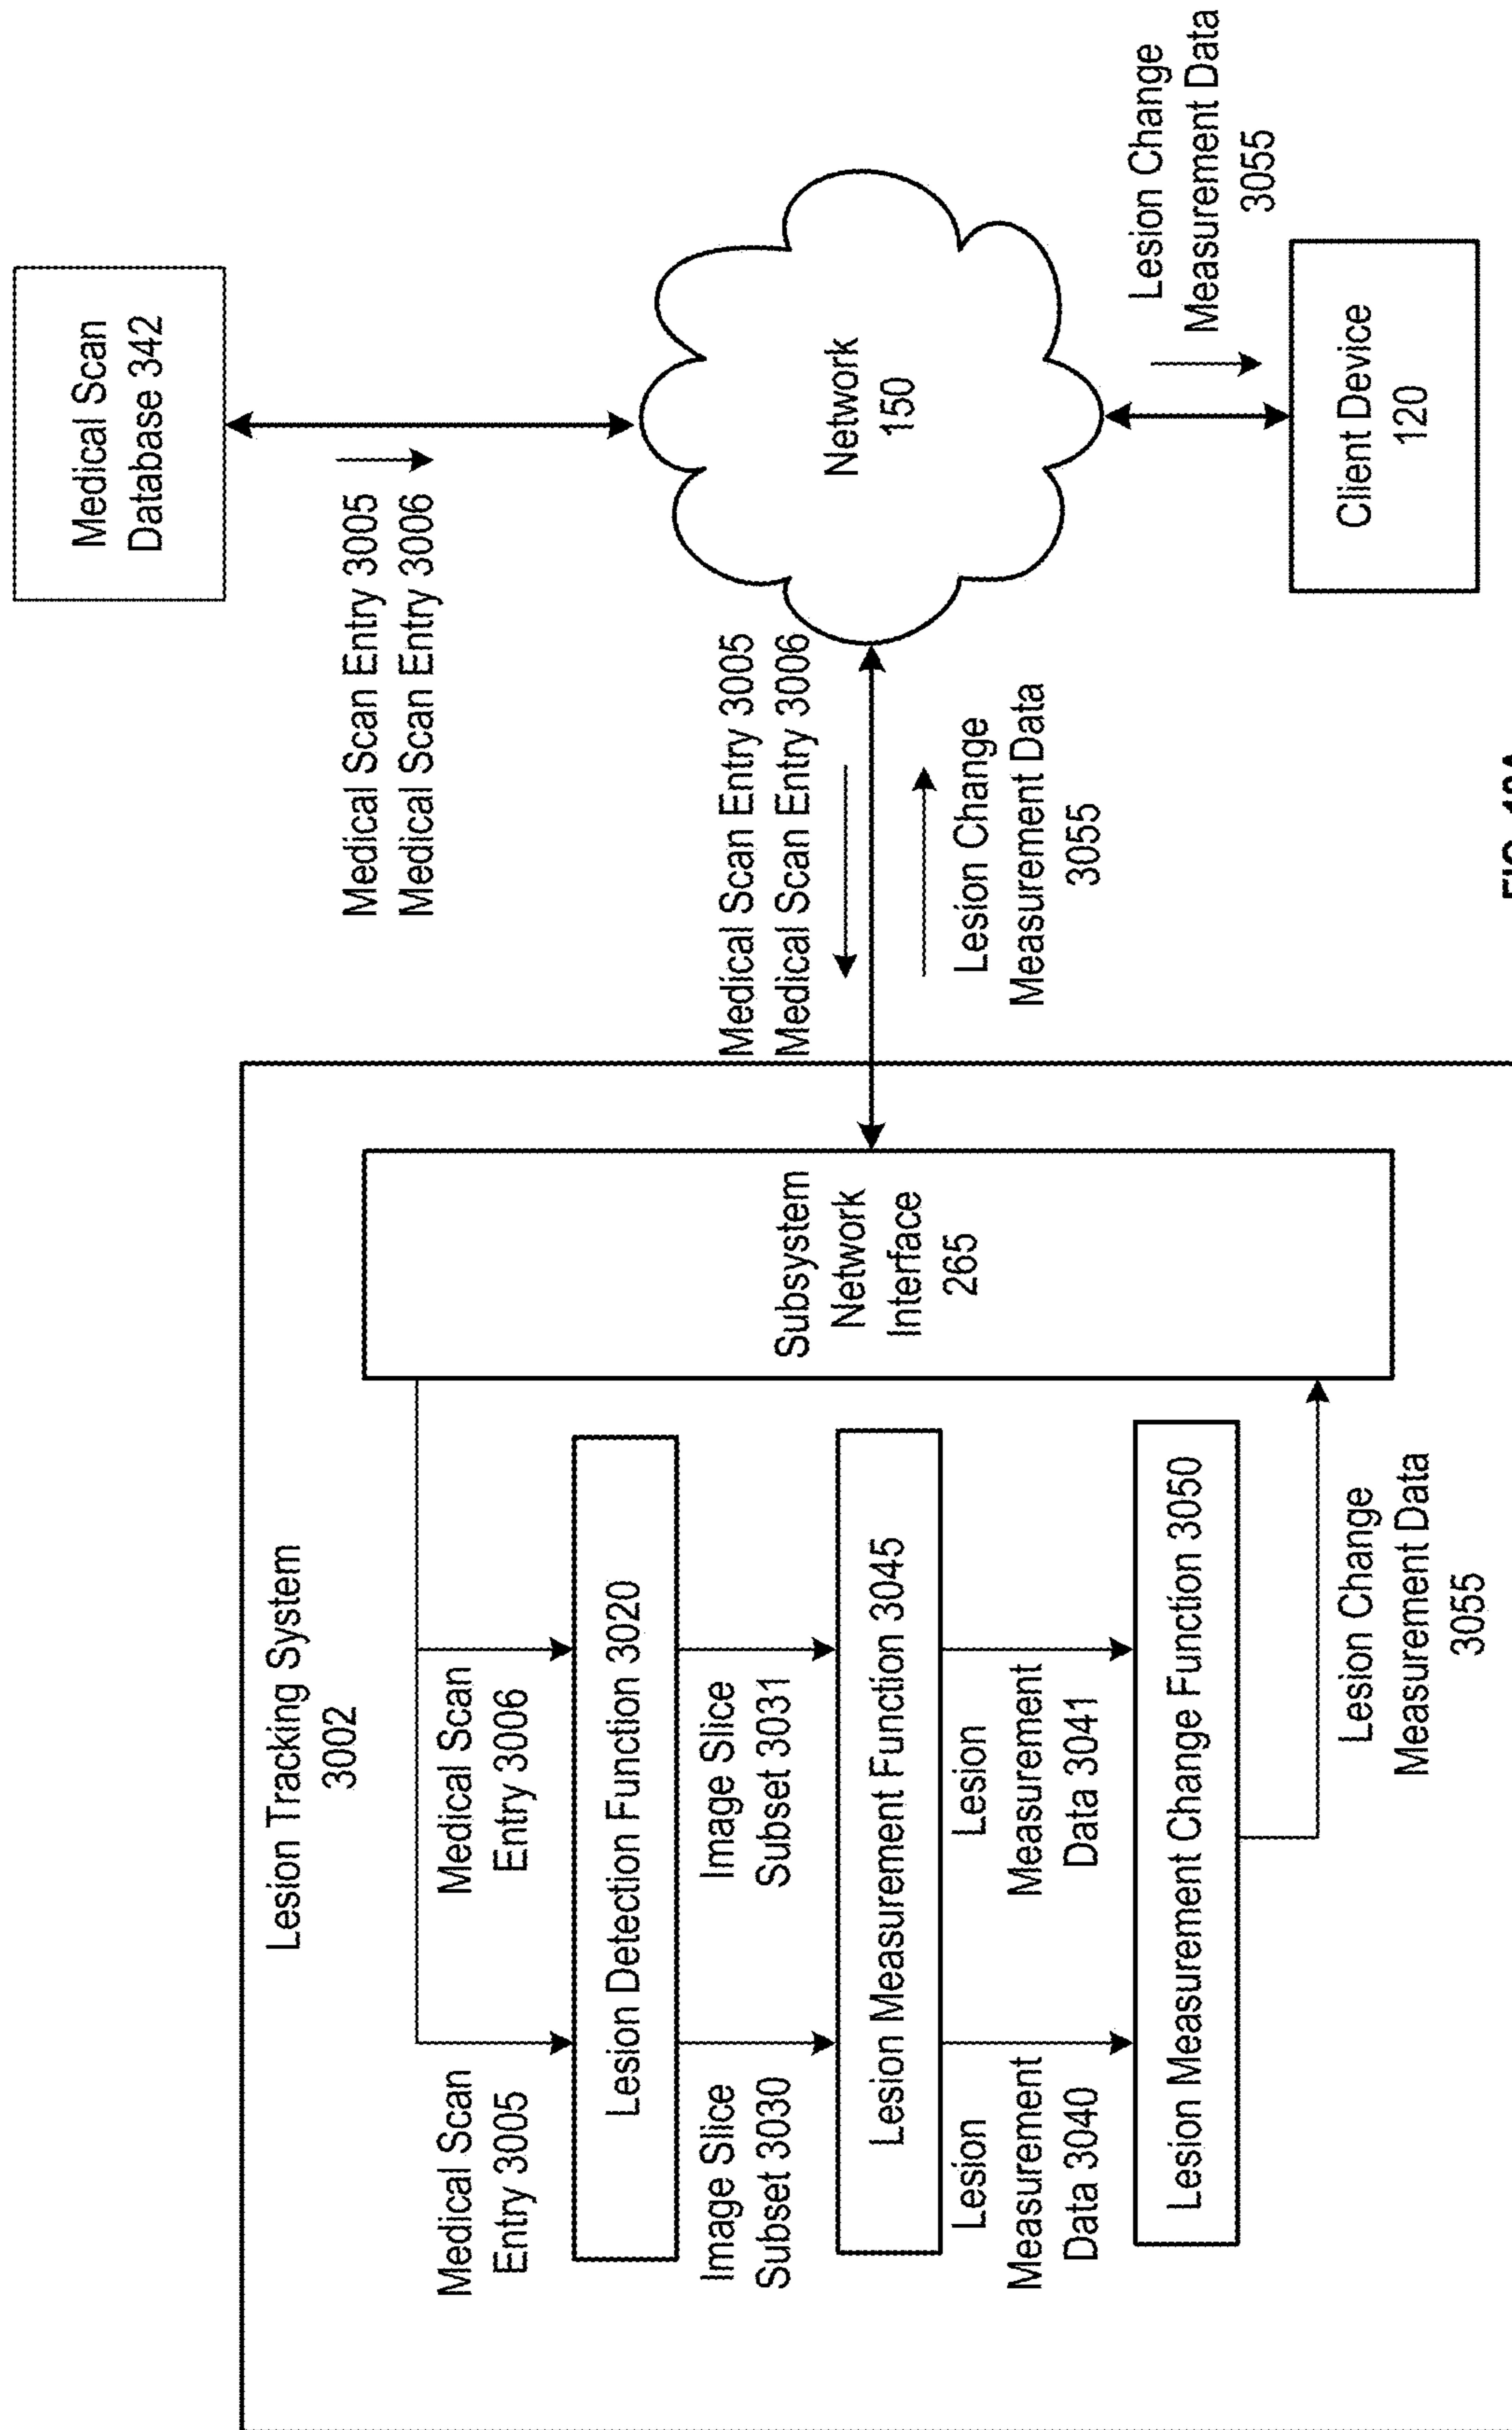 Lesion Tracking System
3002
Medical Scan
Entry 3005
Medical Scan
Entry 3006
Lesion Detection Function 3020
Image Slice
Subset 3030
Image Slice
Subset 3031
Lesion Measurement Function 3045
Lesion
Measurement
Data 3040
Lesion
Measurement
Data 3041
Lesion Measurement Change Function 3050
Lesion Change
Measurement Data
3055
Subsystem
Network
Interface
265
Medical Scan Entry 3005
Medical Scan Entry 3006
Lesion Change
Measurement Data
3055
Medical Scan
Database 342
Medical Scan Entry 3005
Medical Scan Entry 3006
Network
150
Lesion Change
Measurement Data
3055
Client Device
120
FIG.